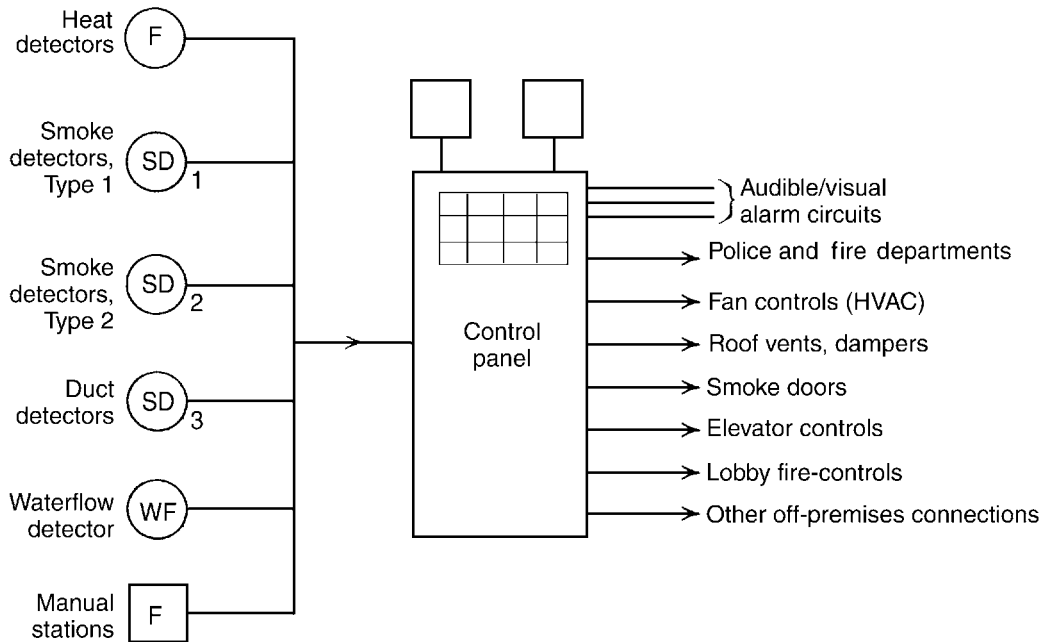 Heat
detectors
F
Smoke
detectors,
Type 1
SD
1
Smoke
detectors,
Type 2
SD
2
Duct
detectors
SD
3
Waterflow
detector
WF
Manual
stations
F
Control
panel
Audible/visual
alarm circuits
Police and fire departments
Fan controls (HVAC)
Roof vents, dampers
Smoke doors
Elevator controls
Lobby fire-controls
Other off-premises connections